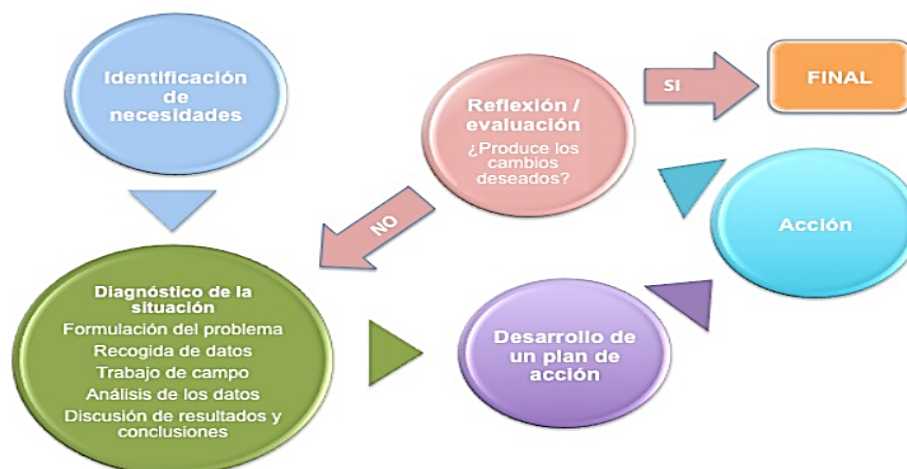 Identificación
de
necesidades
Reflexión /
evaluación
¿Produce los
cambios
deseados?
SI
FINAL
NO
Acción
Diagnóstico de la
situación
Formulación del problema
Recogida de datos
Trabajo de campo
Análisis de los datos
Discusión de resultados y
conclusiones
Desarrollo de
un plan de
acción